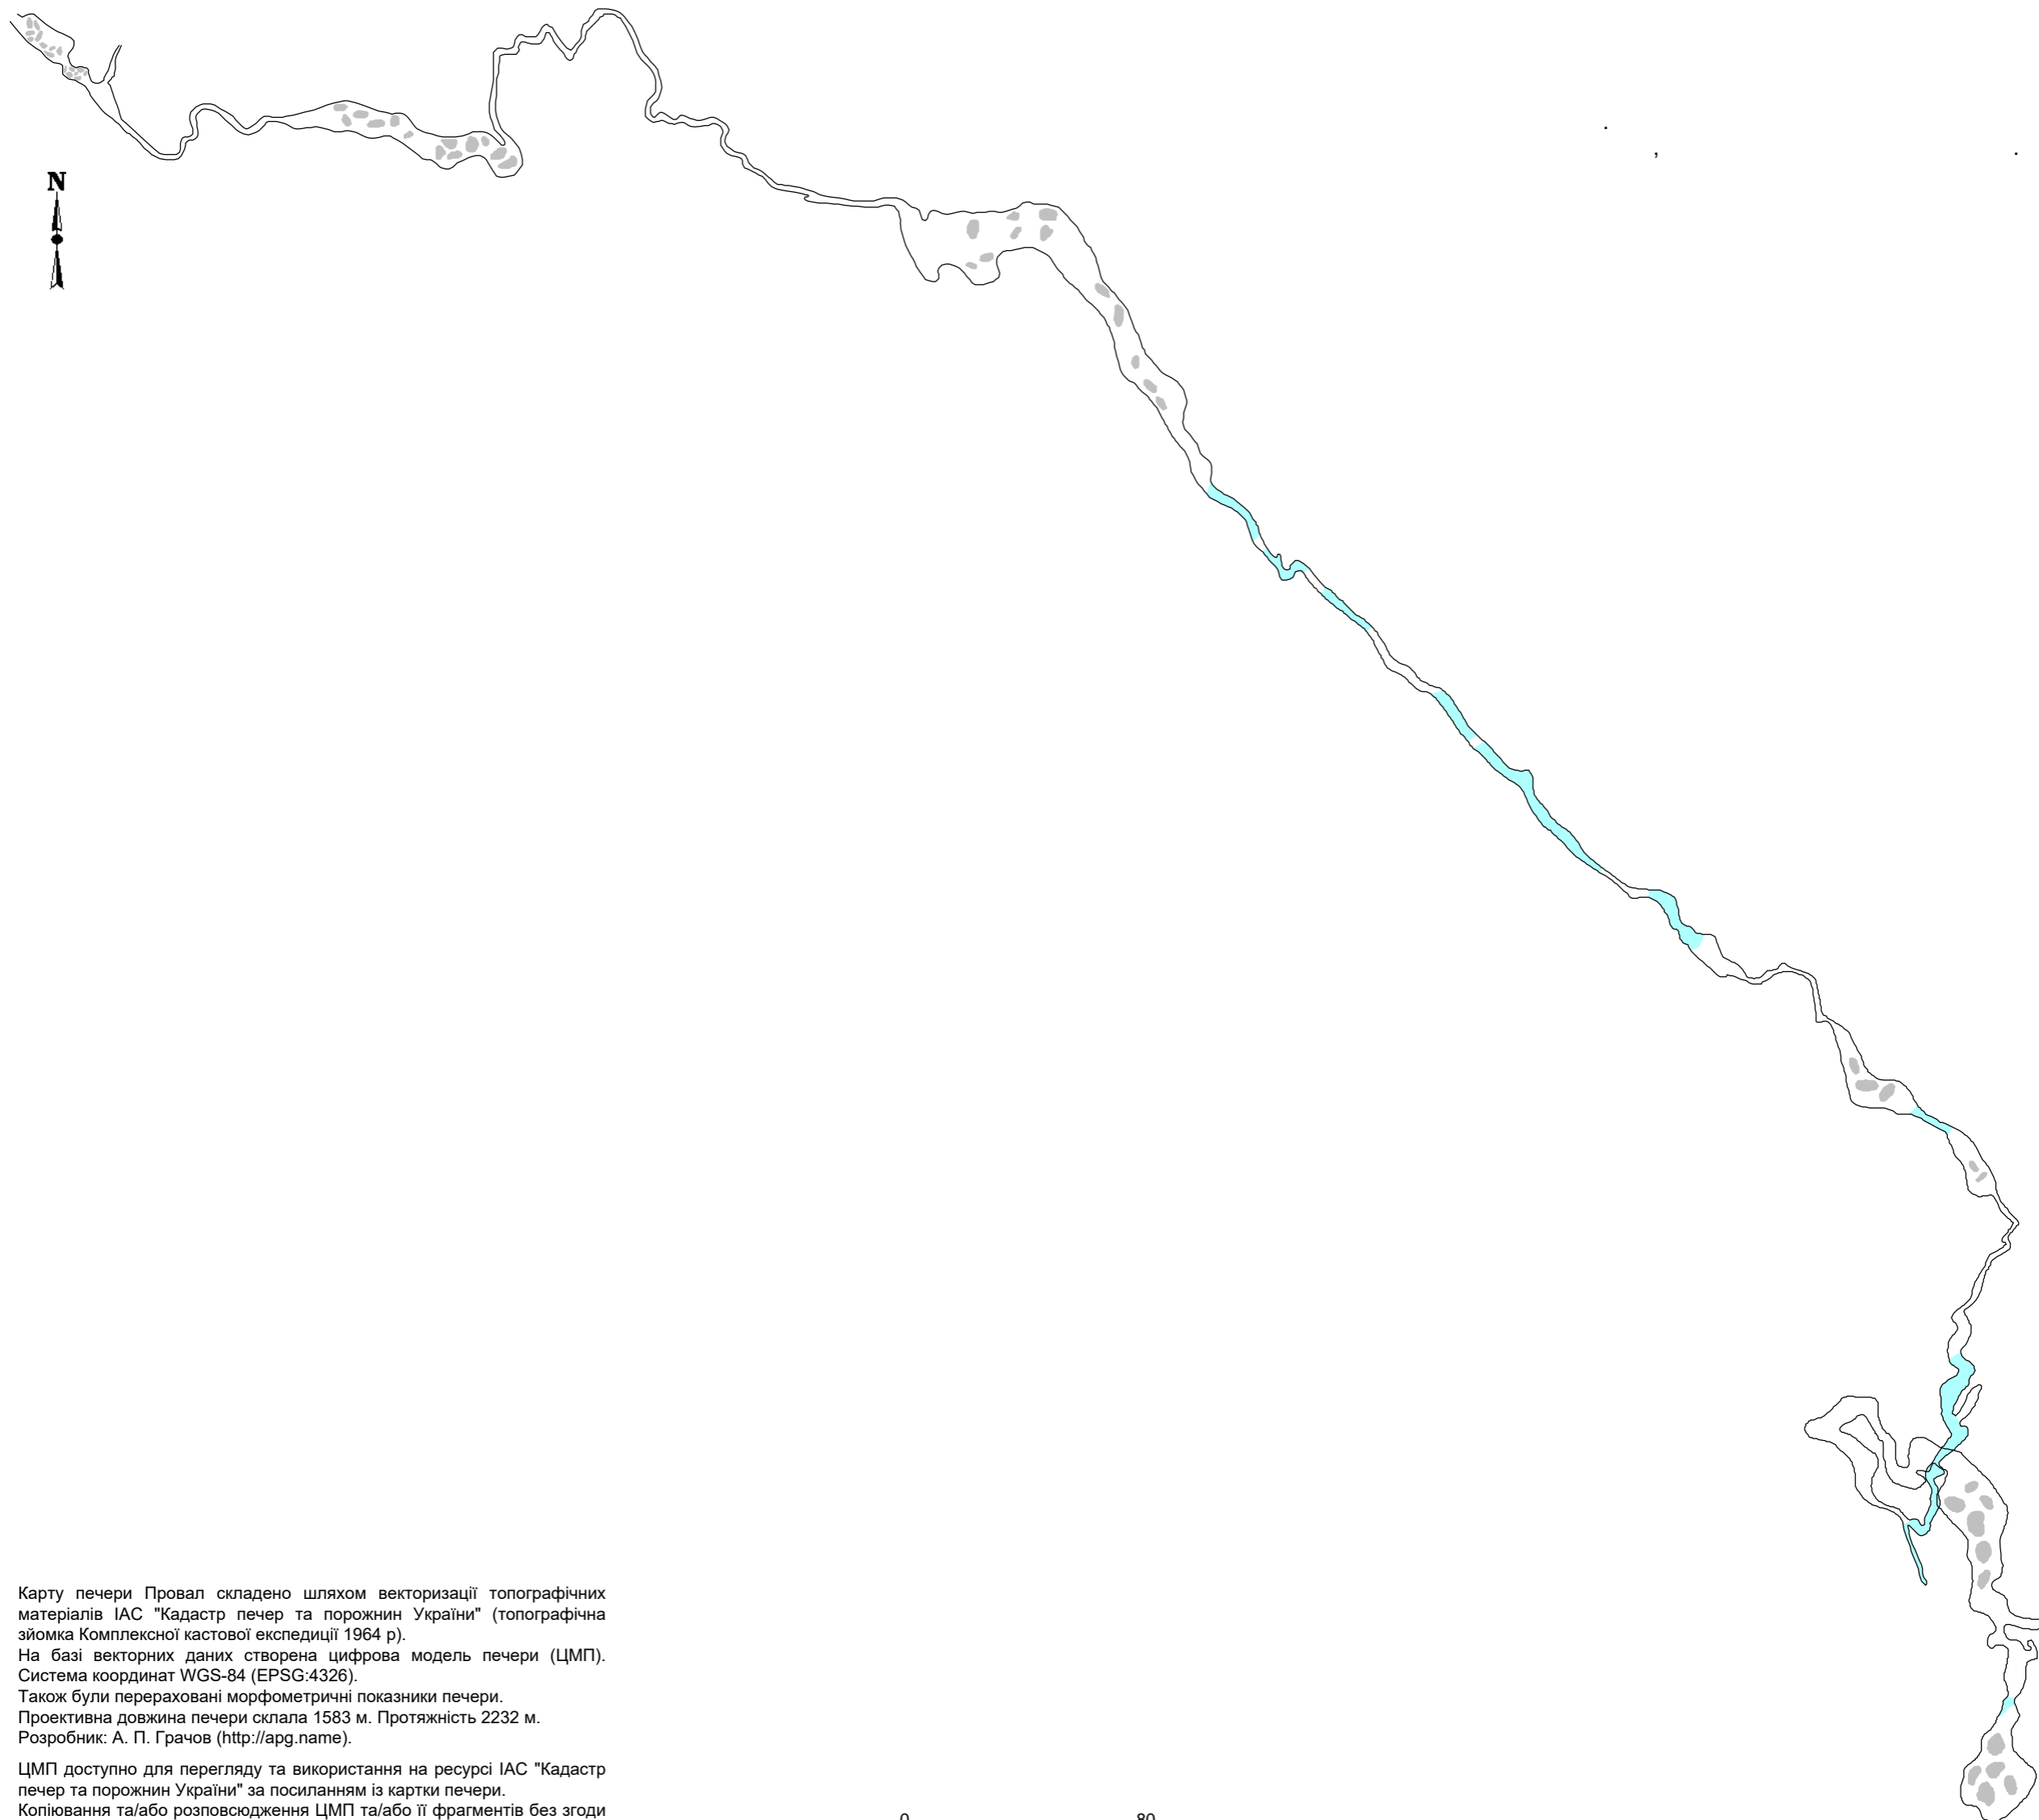 N
Карту печери Провал складено шляхом векторизації топографічних
матеріалів ІАС "Кадастр печер та порожнин України" (топографічна
зйомка Комплексної кастової експедиції 1964 р).
На базі векторних даних створена цифрова модель печери (ЦМП).
Система координат WGS-84 (EPSG:4326).
Також були перераховані морфометричні показники печери.
Проективна довжина печери склала 1583 м. Протяжність 2232 м.
Розробник: А. П. Грачов (http://apg.name).
ЦМП доступно для перегляду та використання на ресурсі ІАС "Кадастр
печер та порожнин України" за посиланням із картки печери.
Копіювання та/або розповсюдження ЦМП та/або її фрагментів без згоди
0 80